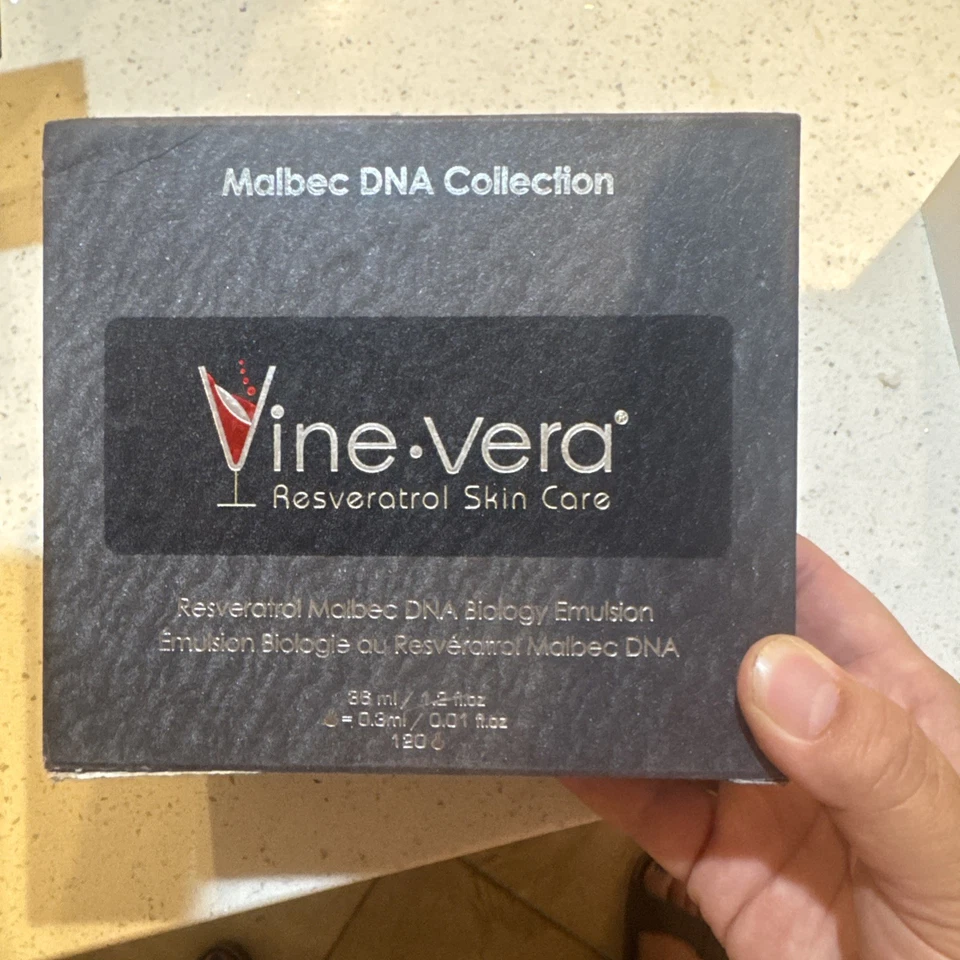 Malbec DNA Collection
Vine·vera®
Resveratrol Skin Care
Resveratrol Malbec DNA Biology Emulsion
Émulsion Biologie au Resvératrol Malbec DNA
36 ml / 1.2 fl.oz
= 0.3ml / 0.01 fl.oz
120